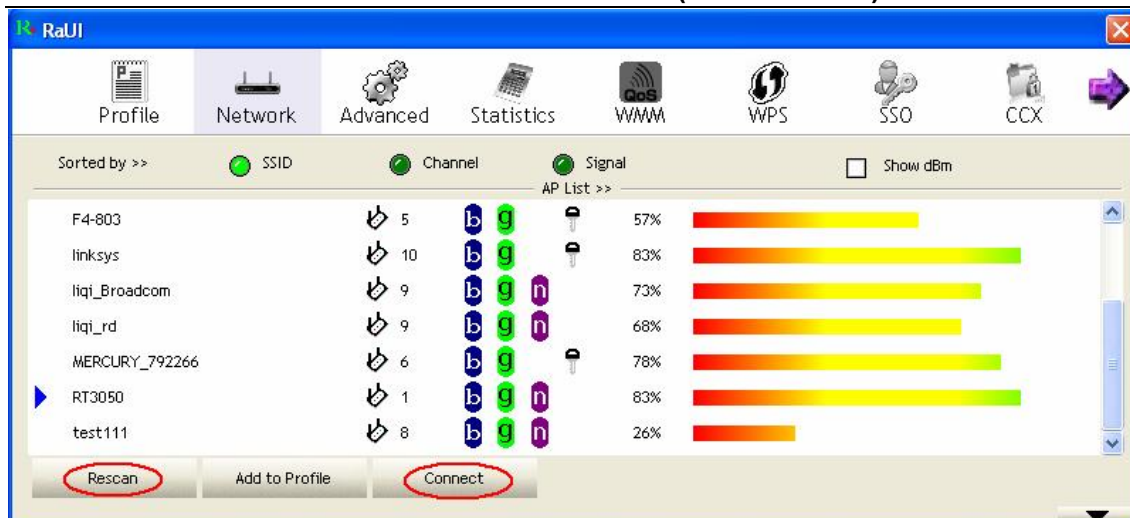 RaUI
Profile Network Advanced Statistics QoS WMM WPS SSO CCX
Sorted by >> SSID Channel Signal Show dBm
AP List >>
F4-803 5 b g 57%
linksys 10 b g 83%
liqi_Broadcom 9 b g n 73%
liqi_rd 9 b g n 68%
MERCURY_792266 6 b g 78%
RT3050 1 b g n 83%
test111 8 b g n 26%
Rescan Add to Profile Connect